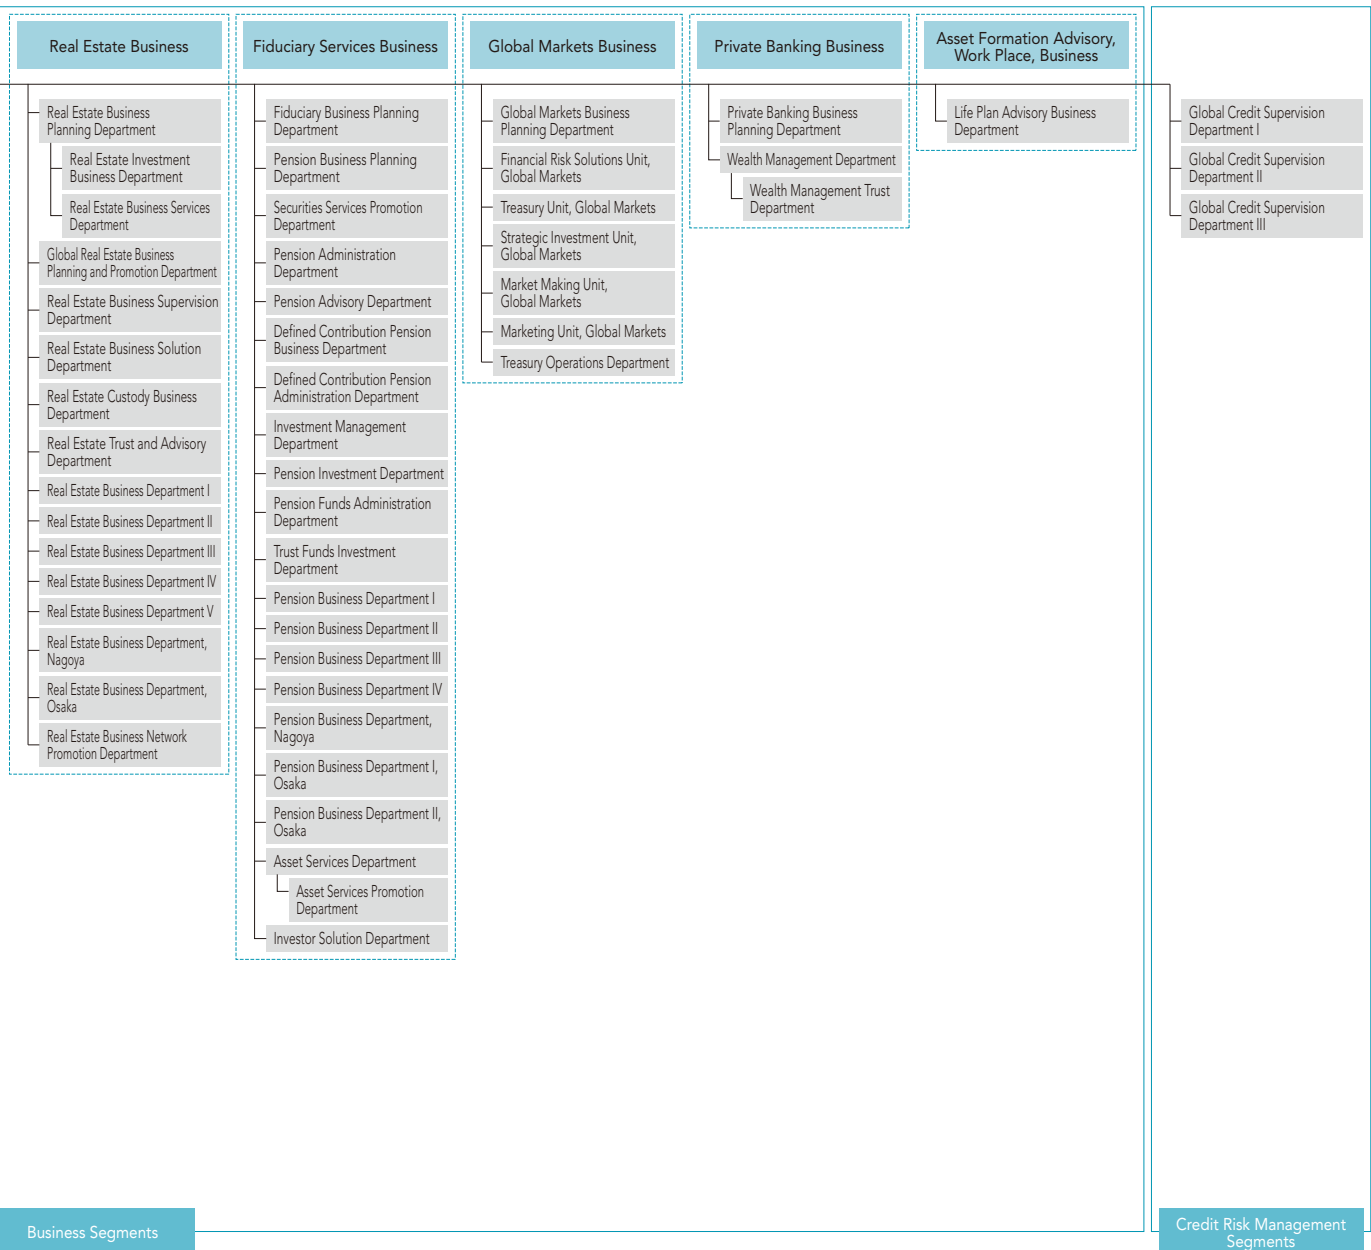 Real Estate Business
Real Estate Business
Planning Department
Real Estate Investment
Business Department
Real Estate Business Services
Department
Global Real Estate Business
Planning and Promotion Department
Real Estate Business Supervision
Department
Real Estate Business Solution
Department
Real Estate Custody Business
Department
Real Estate Trust and Advisory
Department
Real Estate Business Department I
Real Estate Business Department II
Real Estate Business Department III
Real Estate Business Department IV
Real Estate Business Department V
Real Estate Business Department,
Nagoya
Real Estate Business Department,
Osaka
Real Estate Business Network
Promotion Department
Fiduciary Services Business
Fiduciary Business Planning
Department
Pension Business Planning
Department
Securities Services Promotion
Department
Pension Administration
Department
Pension Advisory Department
Defined Contribution Pension
Business Department
Defined Contribution Pension
Administration Department
Investment Management
Department
Pension Investment Department
Pension Funds Administration
Department
Trust Funds Investment
Department
Pension Business Department I
Pension Business Department II
Pension Business Department III
Pension Business Department IV
Pension Business Department,
Nagoya
Pension Business Department I,
Osaka
Pension Business Department II,
Osaka
Asset Services Department
Asset Services Promotion
Department
Investor Solution Department
Global Markets Business
Global Markets Business
Planning Department
Financial Risk Solutions Unit,
Global Markets
Treasury Unit, Global Markets
Strategic Investment Unit,
Global Markets
Market Making Unit,
Global Markets
Marketing Unit, Global Markets
Treasury Operations Department
Private Banking Business
Private Banking Business
Planning Department
Wealth Management Department
Wealth Management Trust
Department
Asset Formation Advisory,
Work Place, Business
Life Plan Advisory Business
Department
Global Credit Supervision
Department I
Global Credit Supervision
Department II
Global Credit Supervision
Department III
Business Segments
Credit Risk Management
Segments